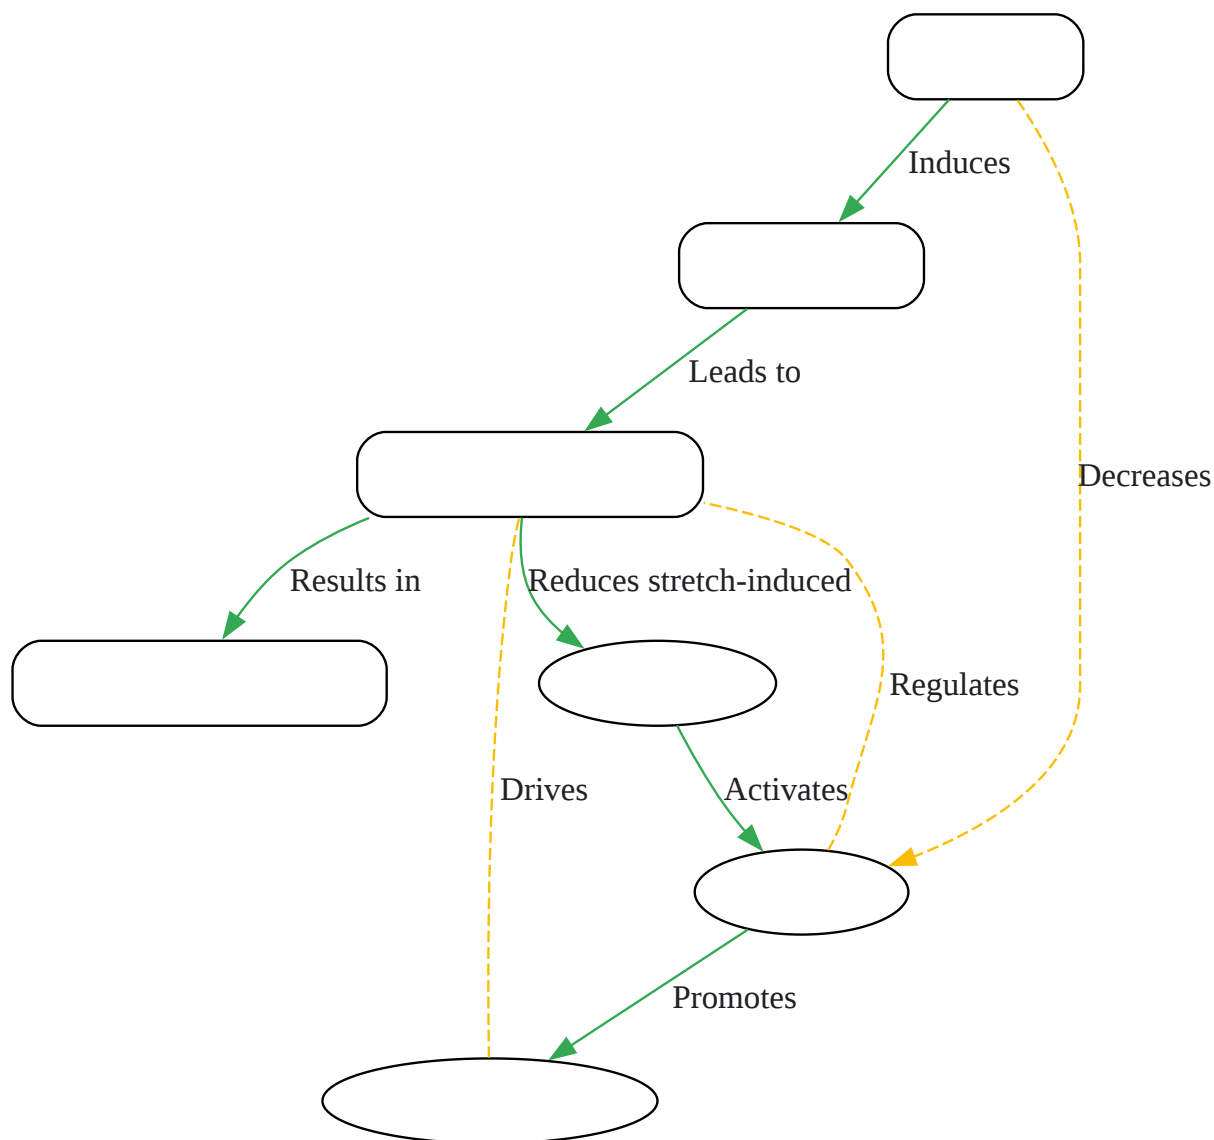 Induces
Leads to
Decreases
Results in
Reduces stretch-induced
Regulates
Drives
Activates
Promotes